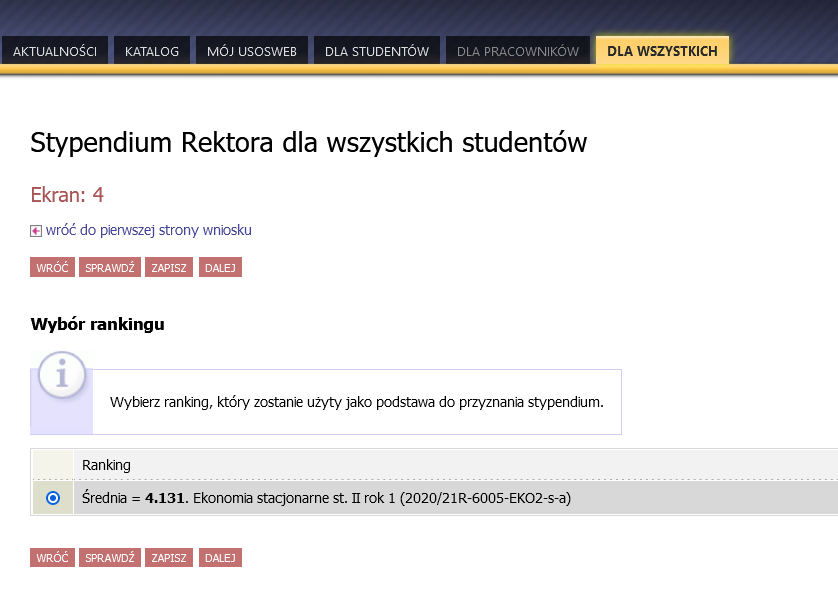 AKTUALNOŚCI KATALOG MÓJ USOSWEB DLA STUDENTÓW DLA PRACOWNIKÓW DLA WSZYSTKICH
Stypendium Rektora dla wszystkich studentów
Ekran: 4
wróć do pierwszej strony wniosku
WRÓĆ SPRAWDŹ ZAPISZ DALEJ
Wybór rankingu
i
Wybierz ranking, który zostanie użyty jako podstawa do przyznania stypendium.
Ranking
Średnia = 4.131. Ekonomia stacjonarne st. II rok 1 (2020/21R-6005-EKO2-s-a)
WRÓĆ SPRAWDŹ ZAPISZ DALEJ